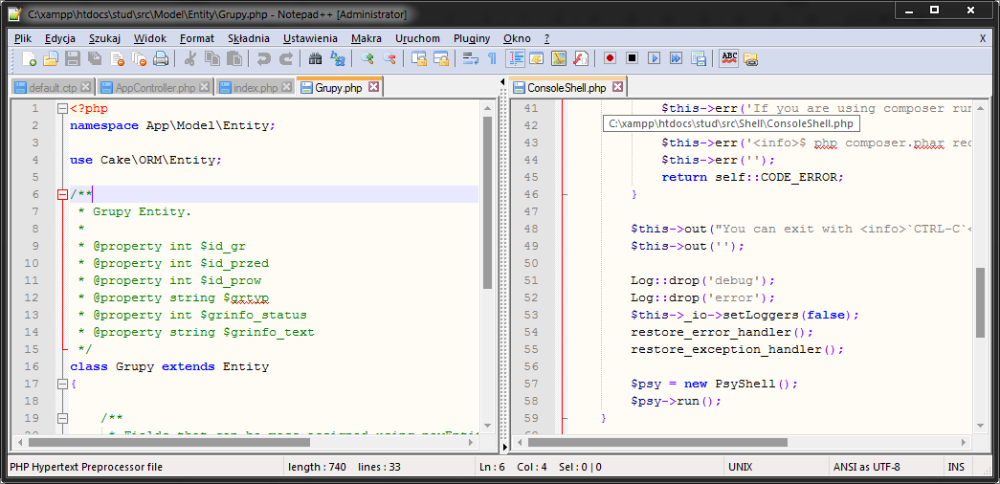 C:\xampp\htdocs\stud\src\Model\Entity\Grupy.php - Notepad++ [Administrator]
Plik Edycja Szukaj Widok Format Składnia Ustawienia Makra Uruchom Pluginy Okno ? X
ABC
default.ctp AppController.php index.php Grupy.php
1 <?php
2 namespace App\Model\Entity;
3
4 use Cake\ORM\Entity;
5
6 /**
7 * Grupy Entity.
8 *
9 * @property int $id_gr
10 * @property int $id_przed
11 * @property int $id_prow
12 * @property string $grtyp
13 * @property int $grinfo_status
14 * @property string $grinfo_text
15 */
16 class Grupy extends Entity
17 {
18
19 /**
ConsoleShell.php
41 $this->err('If you are using composer run
42
C:\xampp\htdocs\stud\src\Shell\ConsoleShell.php
43 $this->err('<info>$ php composer.phar rec
44 $this->err('');
45 return self::CODE_ERROR;
46 }
47
48 $this->out("You can exit with <info>`CTRL-C`<
49 $this->out('');
50
51 Log::drop('debug');
52 Log::drop('error');
53 $this->_io->setLoggers(false);
54 restore_error_handler();
55 restore_exception_handler();
56
57 $psy = new PsyShell();
58 $psy->run();
59 }
PHP Hypertext Preprocessor file length : 740 lines : 33 Ln : 6 Col : 4 Sel : 0 | 0 UNIX ANSI as UTF-8 INS